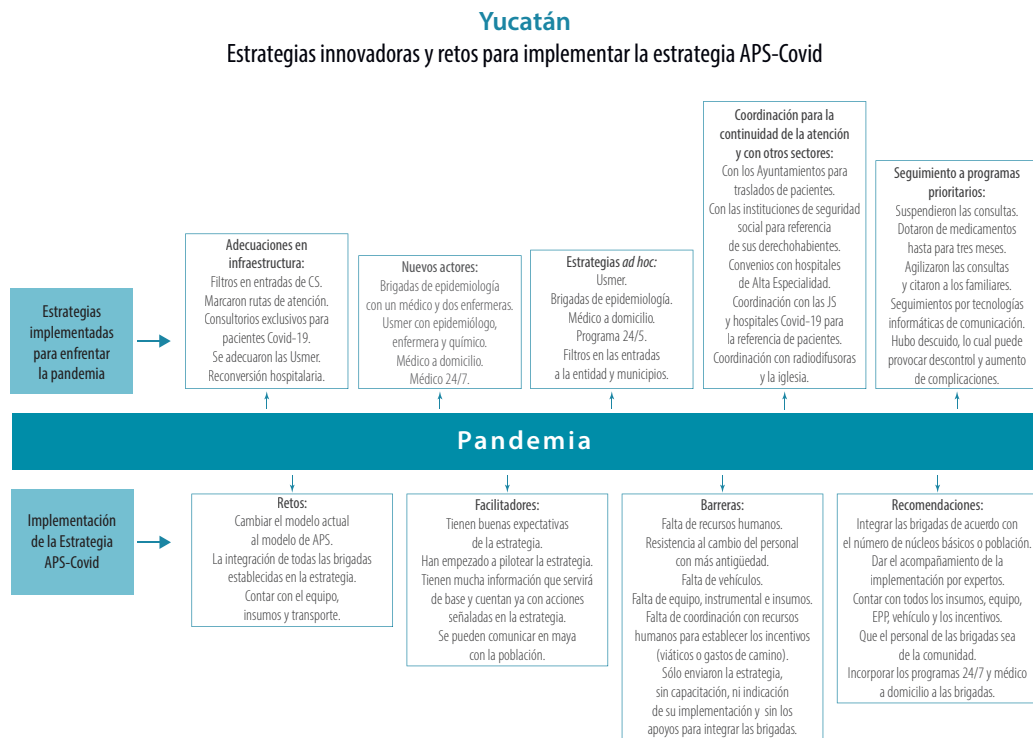 Yucatán
Estrategias innovadoras y retos para implementar la estrategia APS-Covid
Estrategias
implementadas
para enfrentar
la pandemia
Adecuaciones en
infraestructura:
Filtros en entradas de CS.
Marcaron rutas de atención.
Consultorios exclusivos para
pacientes Covid-19.
Se adecuaron las Usmer.
Reconversión hospitalaria.
Nuevos actores:
Brigadas de epidemiología
con un médico y dos enfermeras.
Usmer con epidemiólogo,
enfermera y químico.
Médico a domicilio.
Médico 24/7.
Estrategias ad hoc:
Usmer.
Brigadas de epidemiología.
Médico a domicilio.
Programa 24/5.
Filtros en las entradas
a la entidad y municipios.
Coordinación para la
continuidad de la atención
y con otros sectores:
Con los Ayuntamientos para
traslados de pacientes.
Con las instituciones de seguridad
social para referencia
de sus derechohabientes.
Convenios con hospitales
de Alta Especialidad.
Coordinación con las JS
y hospitales Covid-19 para
la referencia de pacientes.
Coordinación con radiodifusoras
y la iglesia.
Seguimiento a programas
prioritarios:
Suspendieron las consultas.
Dotaron de medicamentos
hasta para tres meses.
Agilizaron las consultas
y citaron a los familiares.
Seguimientos por tecnologías
informáticas de comunicación.
Hubo descuido, lo cual puede
provocar descontrol y aumento
de complicaciones.
Pandemia
Implementación
de la Estrategia
APS-Covid
Retos:
Cambiar el modelo actual
al modelo de APS.
La integración de todas las brigadas
establecidas en la estrategia.
Contar con el equipo,
insumos y transporte.
Facilitadores:
Tienen buenas expectativas
de la estrategia.
Han empezado a pilotear la estrategia.
Tienen mucha información que servirá
de base y cuentan ya con acciones
señaladas en la estrategia.
Se pueden comunicar en maya
con la población.
Barreras:
Falta de recursos humanos.
Resistencia al cambio del personal
con más antigüedad.
Falta de vehículos.
Falta de equipo, instrumental e insumos.
Falta de coordinación con recursos
humanos para establecer los incentivos
(viáticos o gastos de camino).
Sólo enviaron la estrategia,
sin capacitación, ni indicación
de su implementación y sin los
apoyos para integrar las brigadas.
Recomendaciones:
Integrar las brigadas de acuerdo con
el número de núcleos básicos o población.
Dar el acompañamiento de la
implementación por expertos.
Contar con todos los insumos, equipo,
EPP, vehículo y los incentivos.
Que el personal de las brigadas sea
de la comunidad.
Incorporar los programas 24/7 y médico
a domicilio a las brigadas.